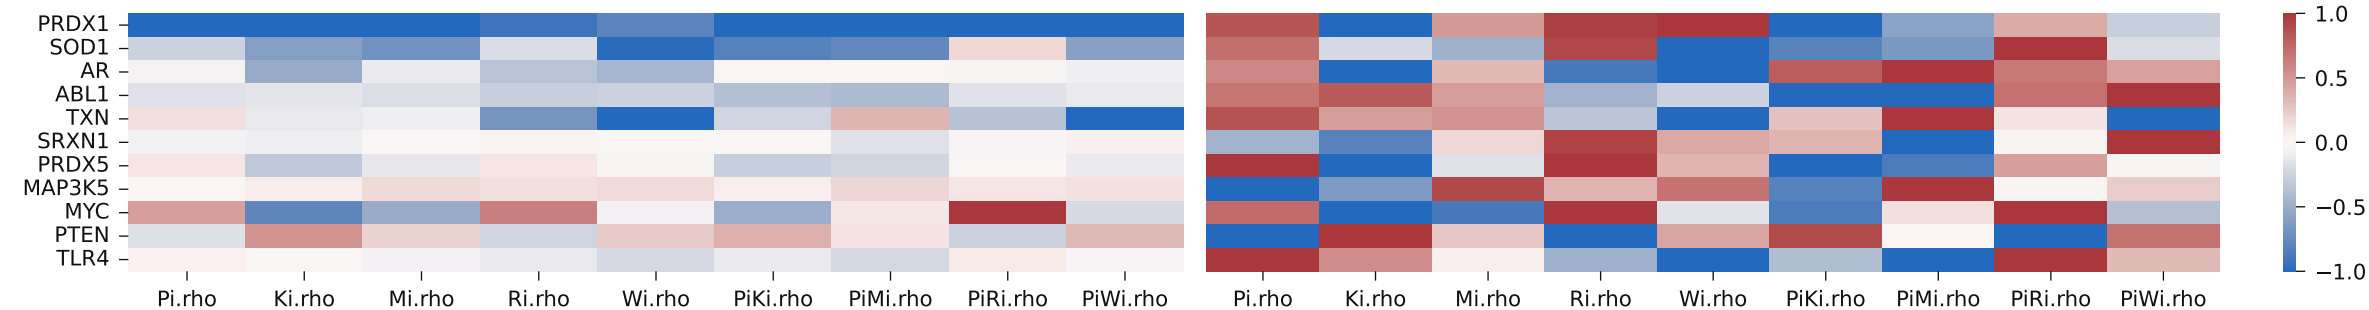 PRDX1
SOD1
AR
ABL1
TXN
SRXN1
PRDX5
MAP3K5
MYC
PTEN
TLR4
Pi.rho Ki.rho Mi.rho Ri.rho Wi.rho PiKi.rho PiMi.rho PiRi.rho PiWi.rho
Pi.rho Ki.rho Mi.rho Ri.rho Wi.rho PiKi.rho PiMi.rho PiRi.rho PiWi.rho
1.0
0.5
0.0
−0.5
−1.0